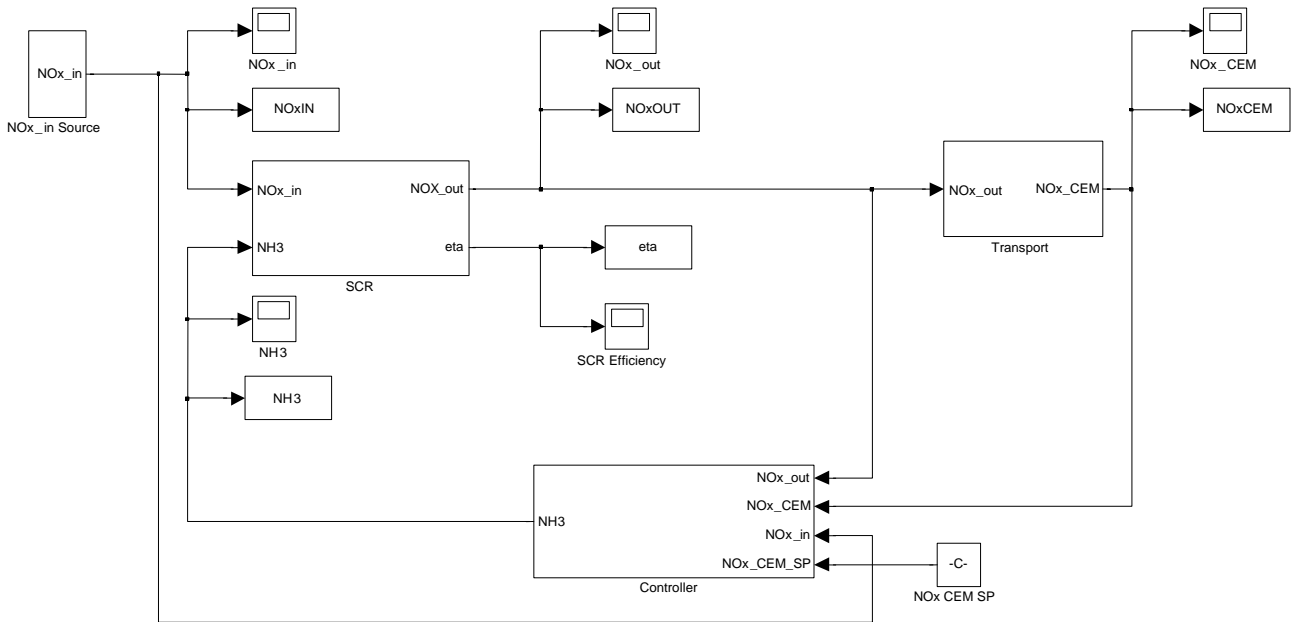 NOx_in
NOx_in Source
NOx_in
NOxIN
NOx_out
NOxOUT
NOx_CEM
NOxCEM
NOx_in
NOX_out
NH3
eta
SCR
eta
SCR Efficiency
NOx_out
NOx_CEM
Transport
NH3
NH3
NOx_out
NOx_CEM
NH3
NOx_in
NOx_CEM_SP
Controller
-C-
NOx CEM SP